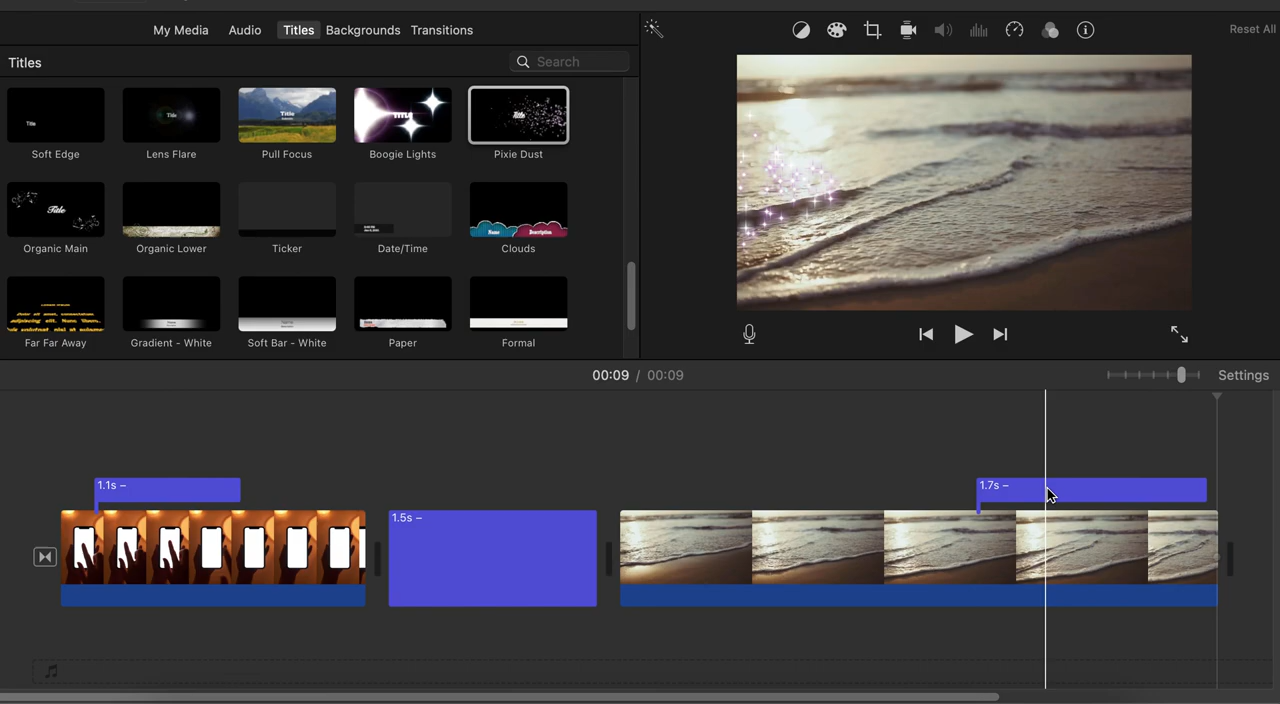 My Media Audio Titles Backgrounds Transitions
Reset All
Titles
Search
Soft Edge Lens Flare Pull Focus Boogie Lights Pixie Dust
Organic Main Organic Lower Ticker Date/Time Clouds
Far Far Away Gradient - White Soft Bar - White Paper Formal
00:09 / 00:09
Settings
1.1s –
1.7s –
1.5s –